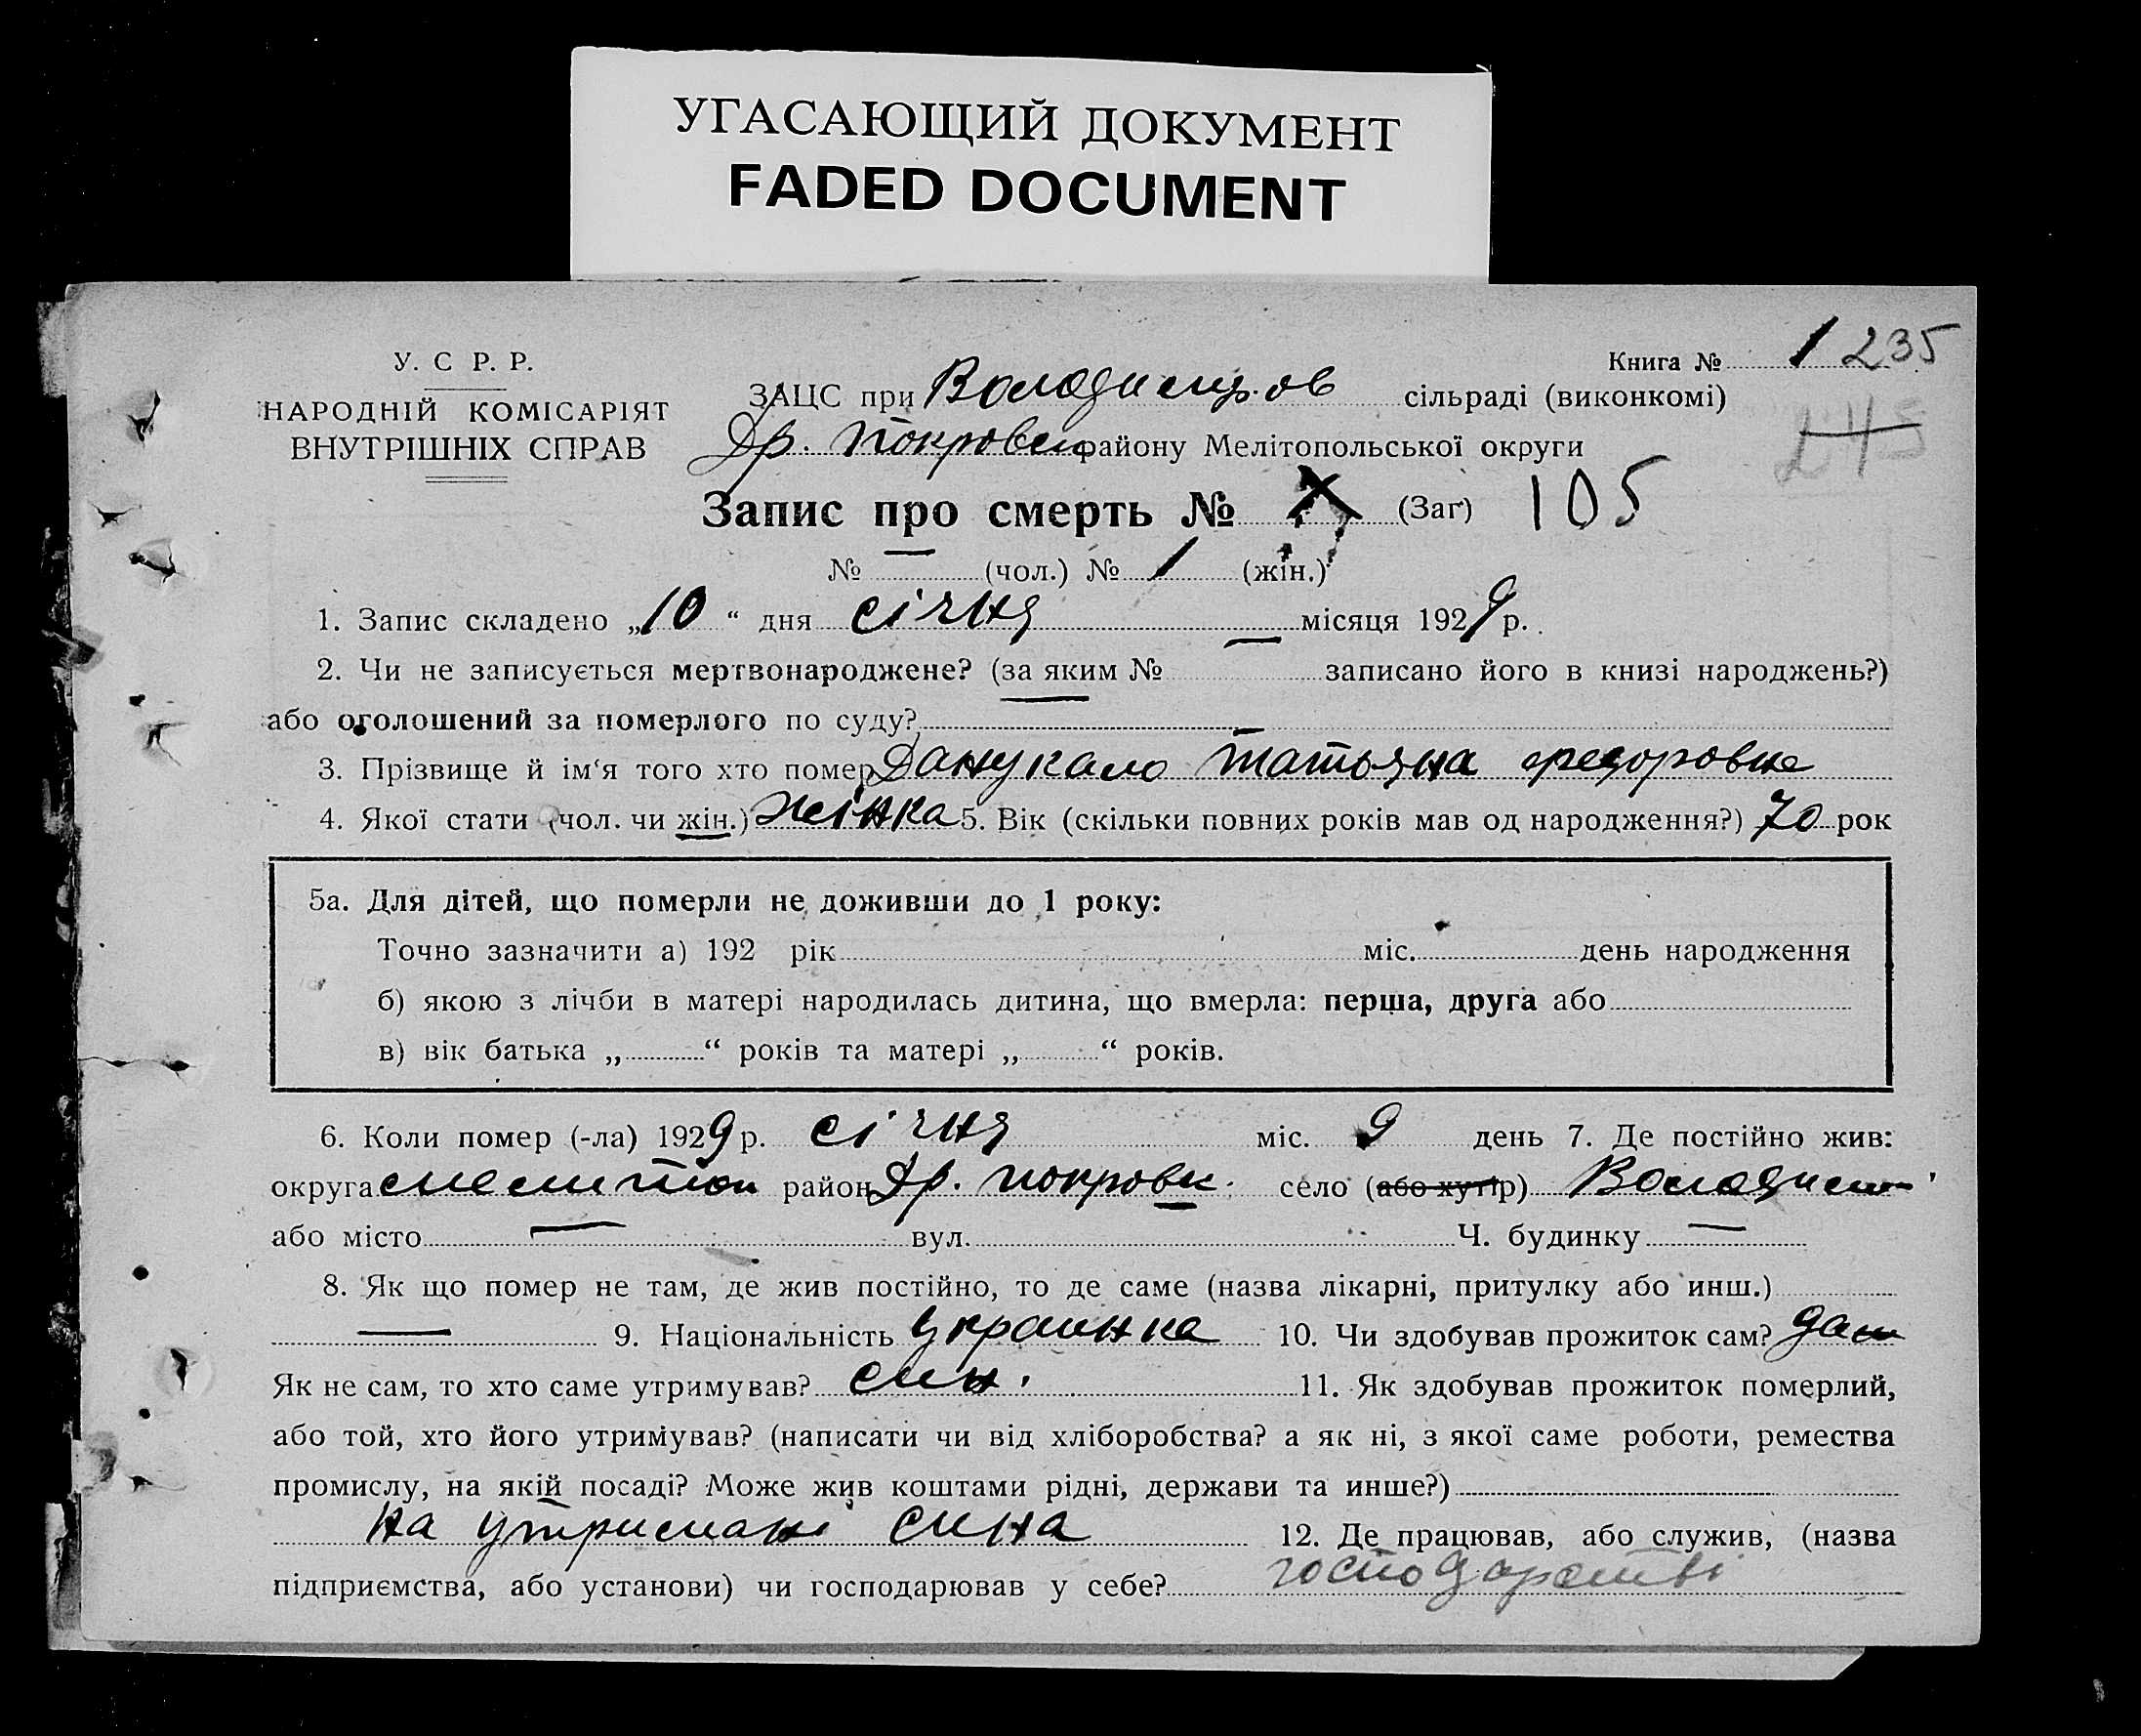 УГАСАЮЩИЙ ДОКУМЕНТ
FADED DOCUMENT
У. С Р. Р.
НАРОДНІЙ КОМІСАРІЯТ
ВНУТРІШНІХ СПРАВ
Книга № 1 235
ЗАЦС при сільраді (виконкомі)
245
Др. Покровськ району Мелітопольської округи
Запис про смерть № (Заг) 105
№ — (чол.) № 1 (жін.)
1. Запис складено „10“ дня січня місяця 1929 р.
2. Чи не записується мертвонароджене? (за яким № — записано його в книзі народжень?)
або оголошений за померлого по суду? —
3. Прізвище й ім'я того хто помер Данукало Татьяна Федоровна
4. Якої стати (чол. чи жін.) жінка 5. Вік (скільки повних років мав од народження?) 70 рок
5а. Для дітей, що померли не доживши до 1 року:
Точно зазначити а) 192 рік міс. день народження
б) якою з лічби в матері народилась дитина, що вмерла: перша, друга або
в) вік батька „ “ років та матері „ “ років.
6. Коли помер (-ла) 1929 р. січня міс. 9 день 7. Де постійно жив:
округа Мелітоп район Др. Покровк. село (або хутір)
або місто — вул. Ч. будинку —
8. Як що помер не там, де жив постійно, то де саме (назва лікарні, притулку або инш.)
— 9. Національність Украинка 10. Чи здобував прожиток сам?
Як не сам, то хто саме утримував? син. 11. Як здобував прожиток померлий,
або той, хто його утримував? (написати чи від хліборобства? а як ні, з якої саме роботи, ремества
промислу, на якій посаді? Може жив коштами рідні, держави та инше?)
на утримані сина 12. Де працював, або служив, (назва
підприємства, або установи) чи господарював у себе? господарстві